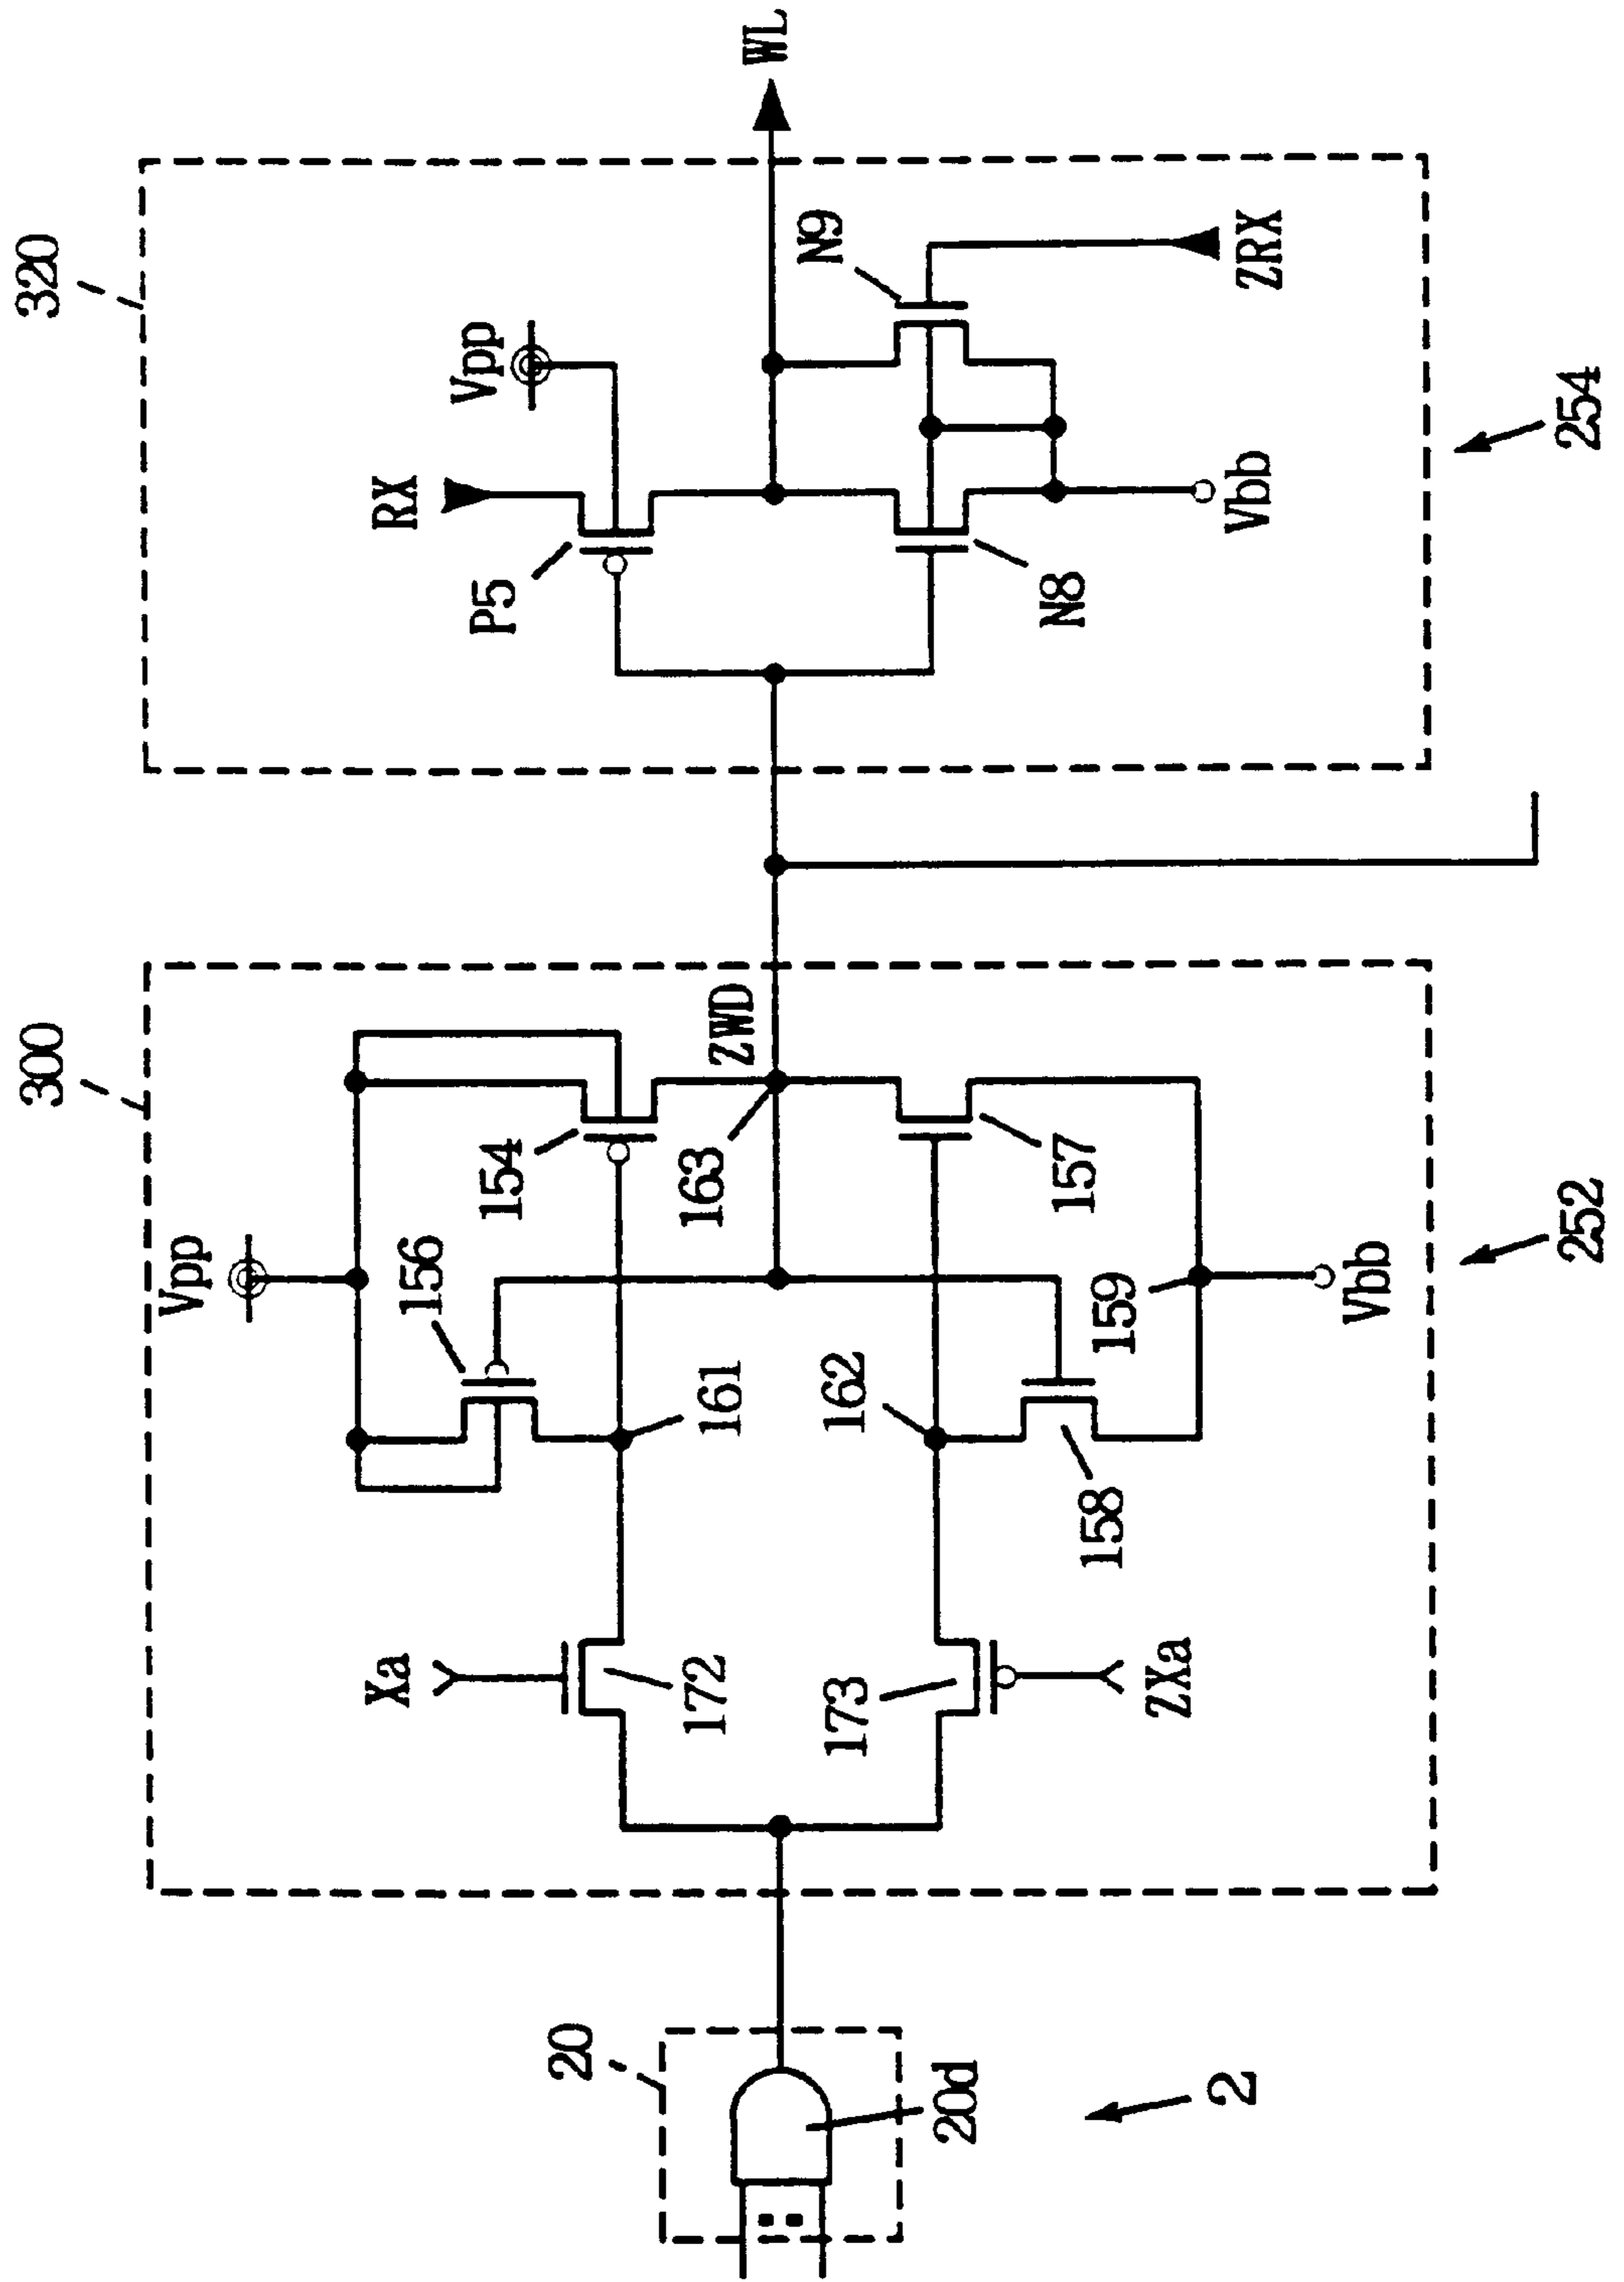 320
300
WL
Vpp
RX
P5
N9
ZRX
N8
Vbb
254
Vpp
ZWD
154
163
156
157
161
162
159
Vbb
158
252
Xa
172
173
ZXa
20
20d
2